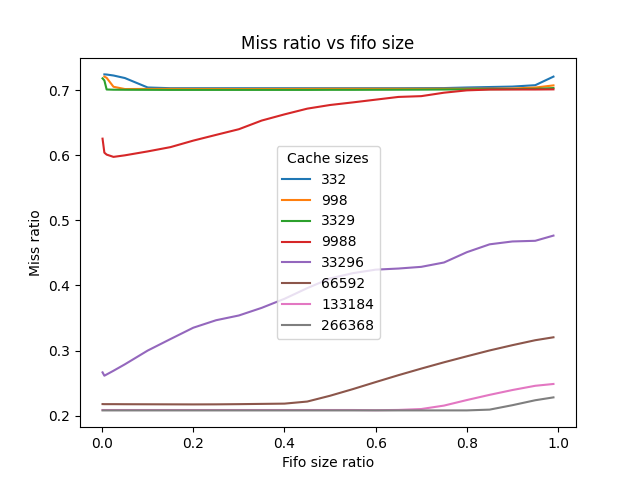 Miss ratio vs fifo size
Miss ratio
0.7
0.6
0.5
0.4
0.3
0.2
Cache sizes
332
998
3329
9988
33296
66592
133184
266368
0.0 0.2 0.4 0.6 0.8 1.0
Fifo size ratio